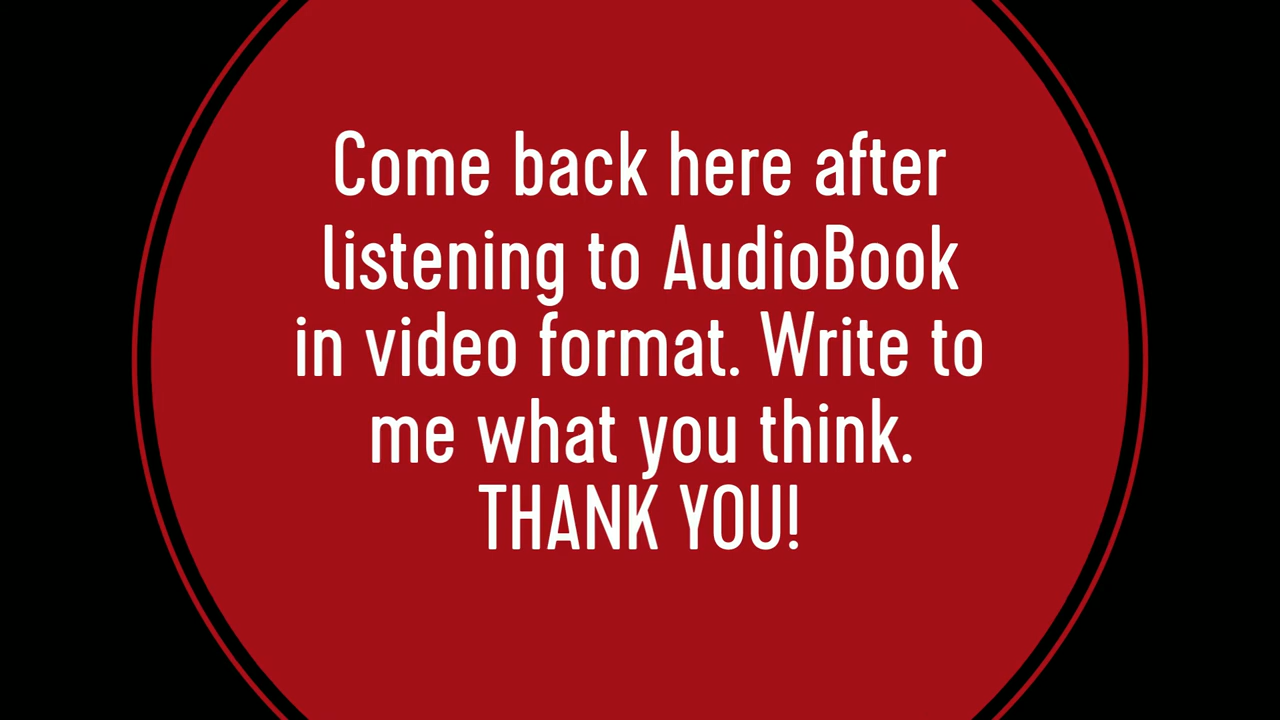 Come back here after
listening to AudioBook
in video format. Write to
me what you think.
THANK YOU!